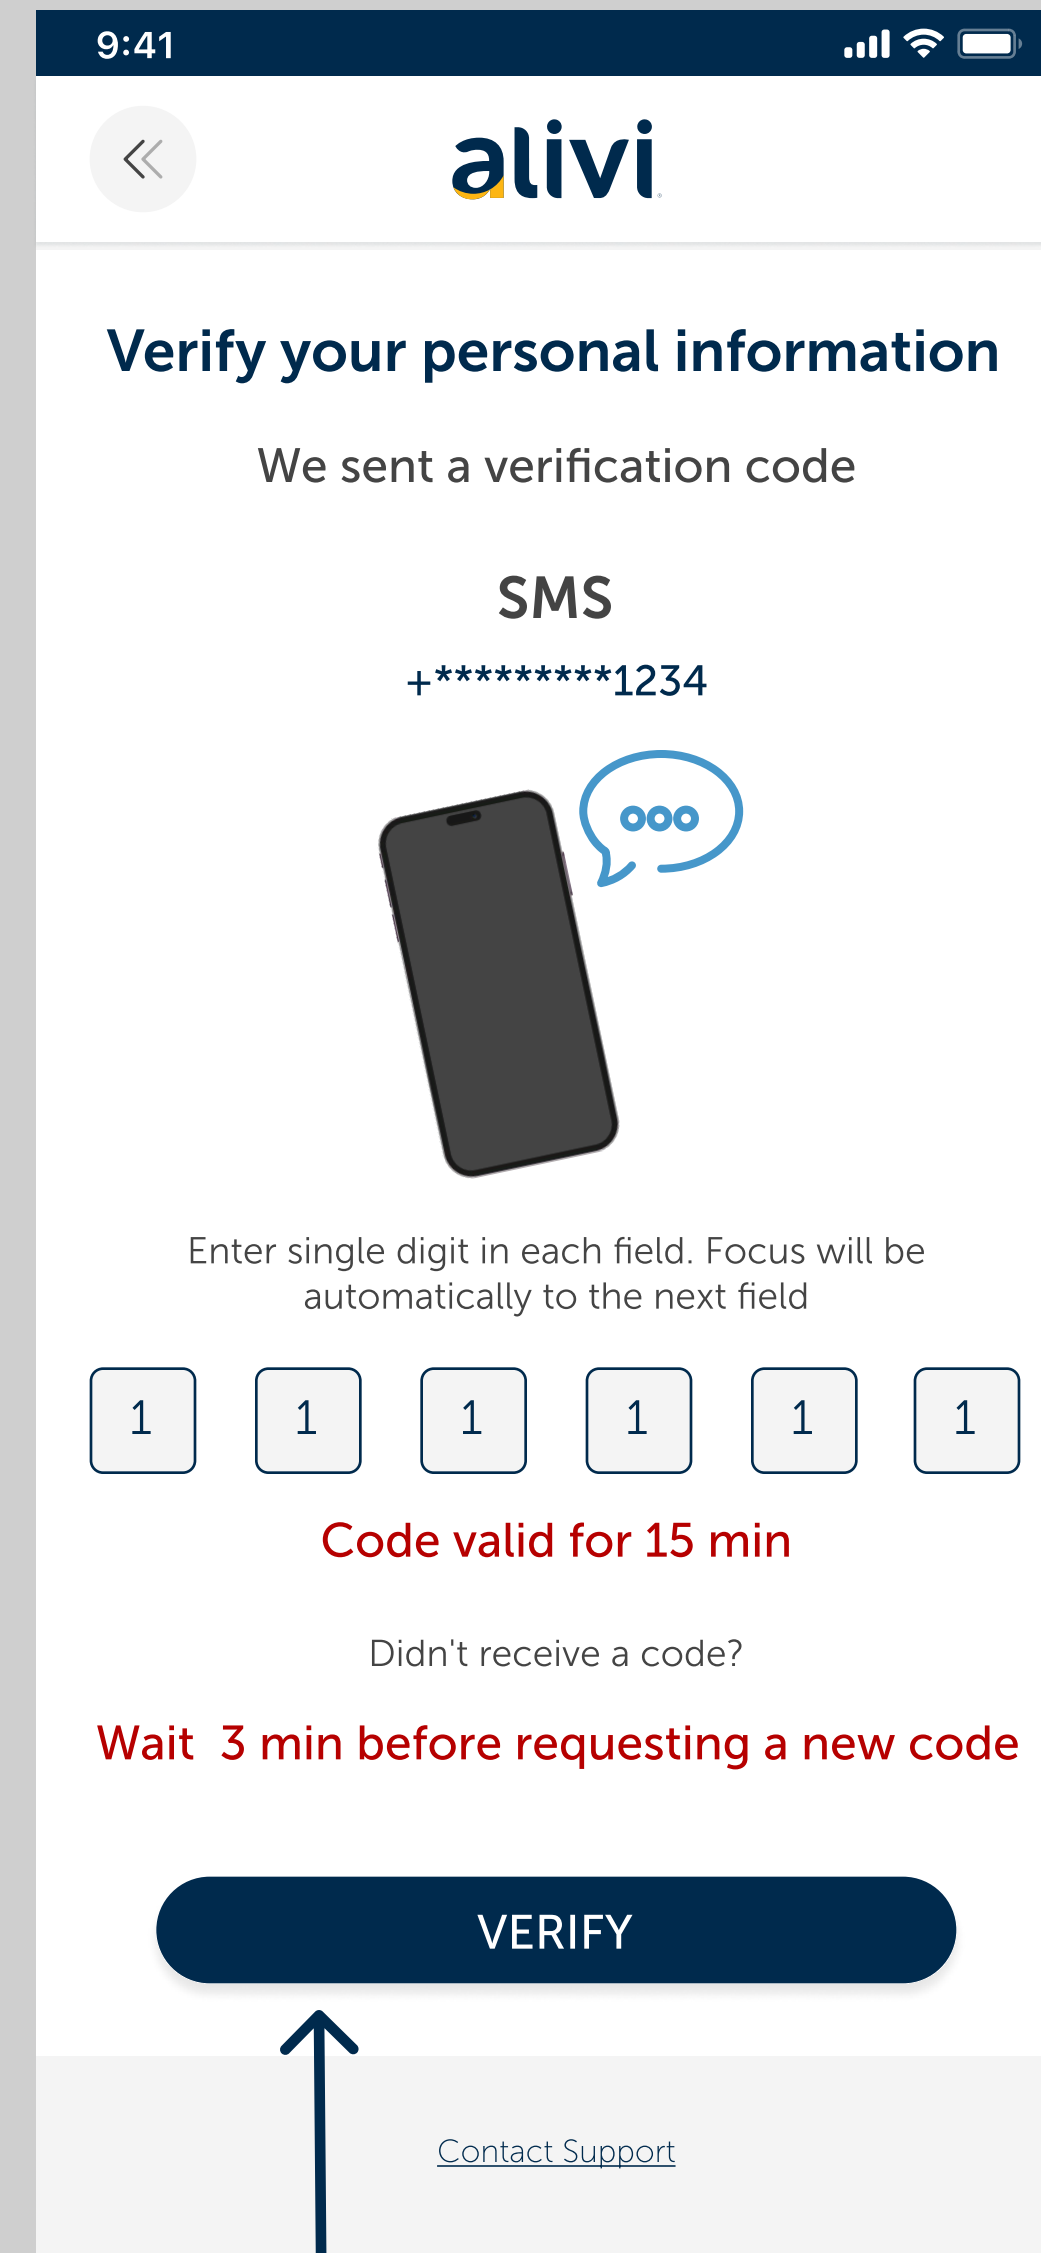 9:41
alivi
Verify your personal information
We sent a verification code
SMS
+*********1234
Enter single digit in each field. Focus will be
automatically to the next field
1 1 1 1 1 1
Code valid for 15 min
Didn't receive a code?
Wait  3 min before requesting a new code
VERIFY
Contact Support